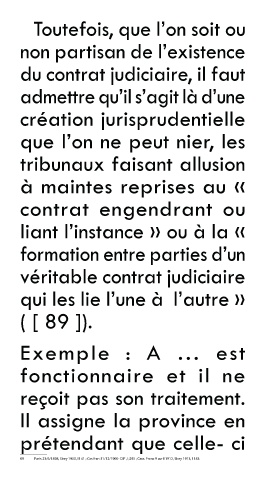 Toutefois, que l’on soit ou
non partisan de l’existence
du contrat judiciaire, il faut
admettre qu’il s’agit là d’une
création jurisprudentielle
que l’on ne peut nier, les
tribunaux faisant allusion
à maintes reprises au «
contrat engendrant ou
liant l’instance » ou à la «
formation entre parties d’un
véritable contrat judiciaire
qui les lie l’une à l’autre »
( [ 89 ]).
Exemple : A ... est
fonctionnaire et il ne
reçoit pas son traitement.
Il assigne la province en
prétendant que celle- ci